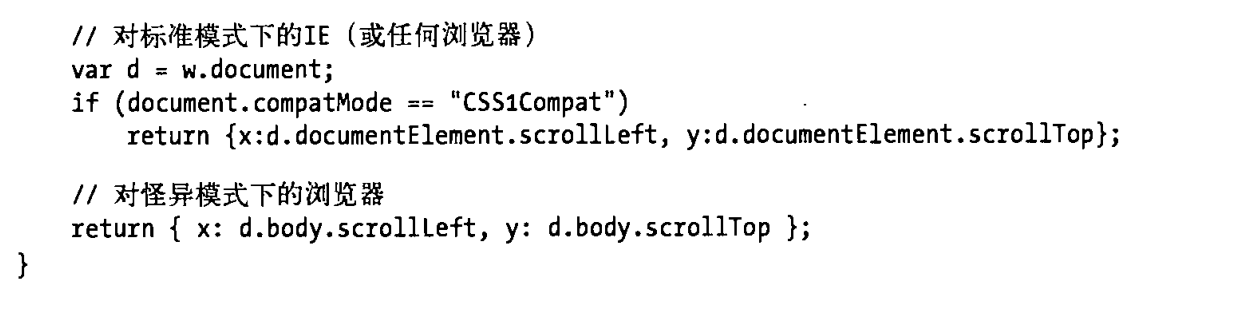 // 对标准模式下的IE（或任何浏览器）
var d = w.document;
if (document.compatMode == "CSS1Compat")
return {x:d.documentElement.scrollLeft, y:d.documentElement.scrollTop};
// 对怪异模式下的浏览器
return { x: d.body.scrollLeft, y: d.body.scrollTop };
}